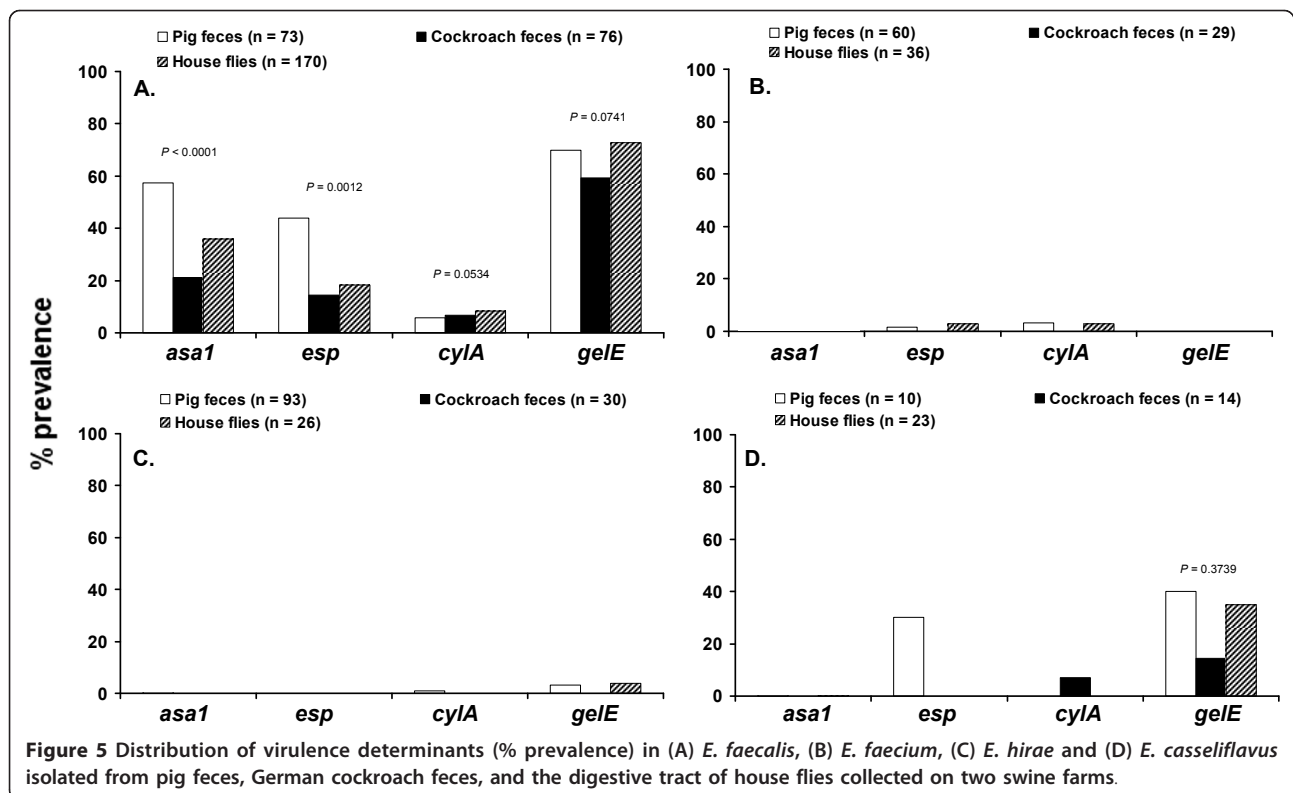 Pig feces (n = 73) Cockroach feces (n = 76)
House flies (n = 170)
A.
100
80
60
40
20
0
P < 0.0001
P = 0.0012
P = 0.0534
P = 0.0741
asa1 esp cylA gelE
Pig feces (n = 60) Cockroach feces (n = 29)
House flies (n = 36)
B.
100
80
60
40
20
0
asa1 esp cylA gelE
% prevalence
Pig feces (n = 93) Cockroach feces (n = 30)
House flies (n = 26)
C.
100
80
60
40
20
0
asa1 esp cylA gelE
Pig feces (n = 10) Cockroach feces (n = 14)
House flies (n = 23)
D.
100
80
60
40
20
0
P = 0.3739
asa1 esp cylA gelE
Figure 5 Distribution of virulence determinants (% prevalence) in (A) E. faecalis, (B) E. faecium, (C) E. hirae and (D) E. casseliflavus
isolated from pig feces, German cockroach feces, and the digestive tract of house flies collected on two swine farms.